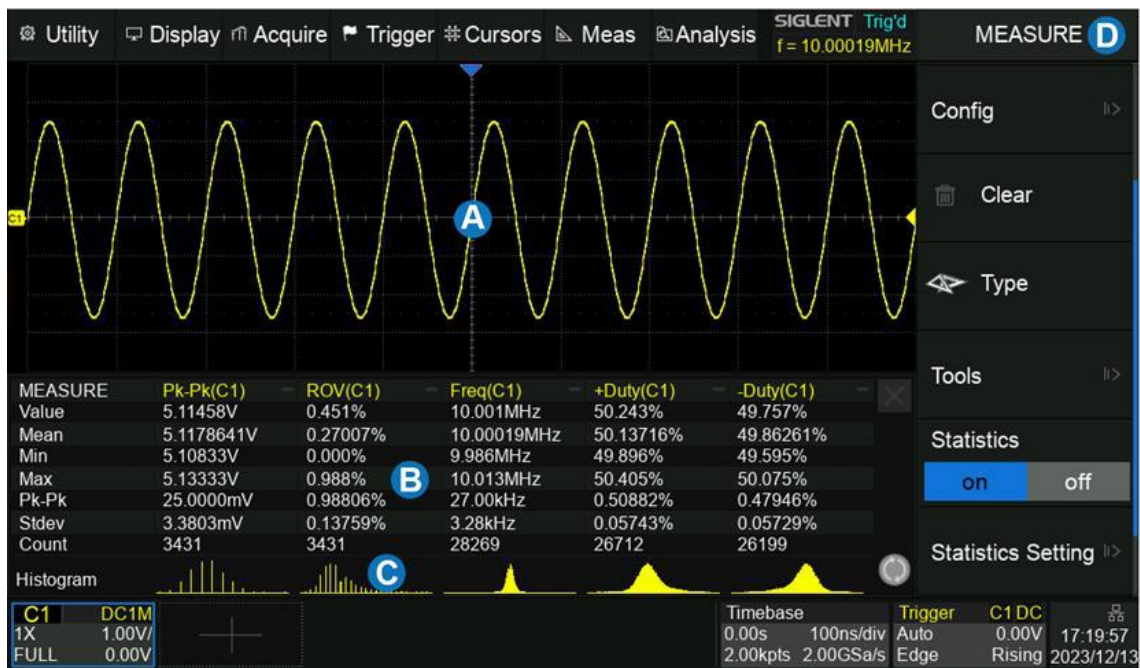 Utility Display Acquire Trigger Cursors Meas Analysis SIGLENT Trig'd MEASURE D
f = 10.00019MHz
Config
Clear
C1
A
Type
Tools
MEASURE Pk-Pk(C1) ROV(C1) Freq(C1) +Duty(C1) -Duty(C1)
Value 5.11458V 0.451% 10.001MHz 50.243% 49.757%
Mean 5.1178641V 0.27007% 10.00019MHz 50.13716% 49.86261%
Min 5.10833V 0.000% 9.986MHz 49.896% 49.595%
Max 5.13333V 0.988% B 10.013MHz 50.405% 50.075%
Pk-Pk 25.0000mV 0.98806% 27.00kHz 0.50882% 0.47946%
Stdev 3.3803mV 0.13759% 3.28kHz 0.05743% 0.05729%
Count 3431 3431 28269 26712 26199
Histogram C
Statistics
on off
Statistics Setting
C1 DC1M
1X 1.00V/
FULL 0.00V
Timebase
0.00s 100ns/div
2.00kpts 2.00GSa/s
Trigger C1 DC
Auto 0.00V
Edge Rising
17:19:57
2023/12/13